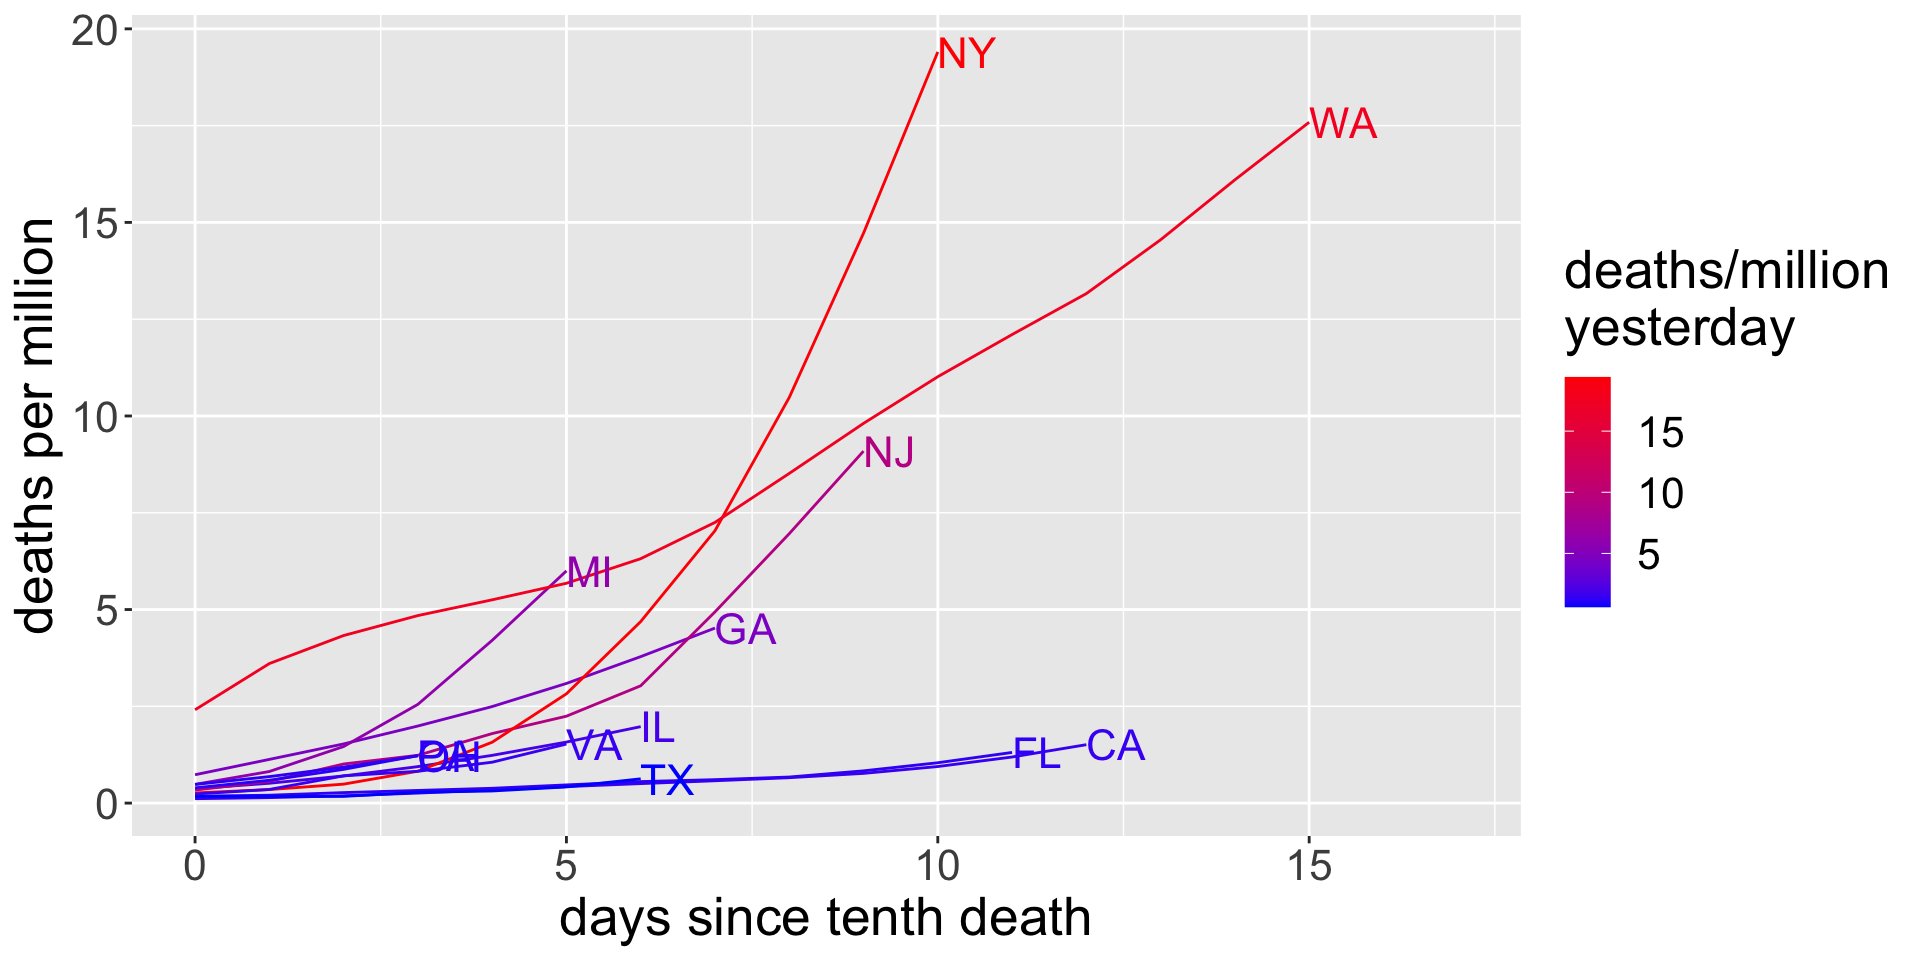 20
15
10
5
0
deaths per million
NY
WA
NJ
MI
GA
IL
VA
TX
FL
CA
0
5
10
15
days since tenth death
deaths/million
yesterday
15
10
5